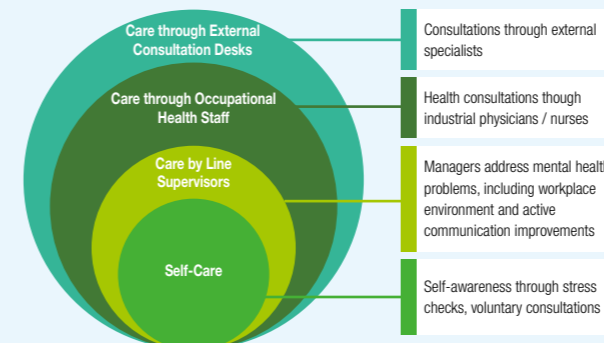 Care through External
Consultation Desks
Consultations through external
specialists
Care through Occupational
Health Staff
Health consultations though
industrial physicians / nurses
Care by Line
Supervisors
Managers address mental health
problems, including workplace
environment and active
communication improvements
Self-Care
Self-awareness through stress
checks, voluntary consultations